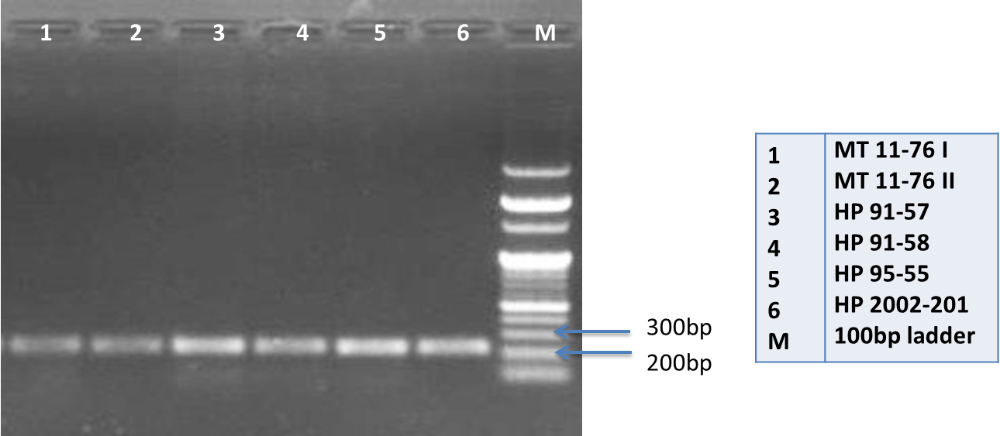 1 2 3 4 5 6 M
300bp
200bp
1 MT 11-76 I
2 MT 11-76 II
3 HP 91-57
4 HP 91-58
5 HP 95-55
6 HP 2002-201
M 100bp ladder